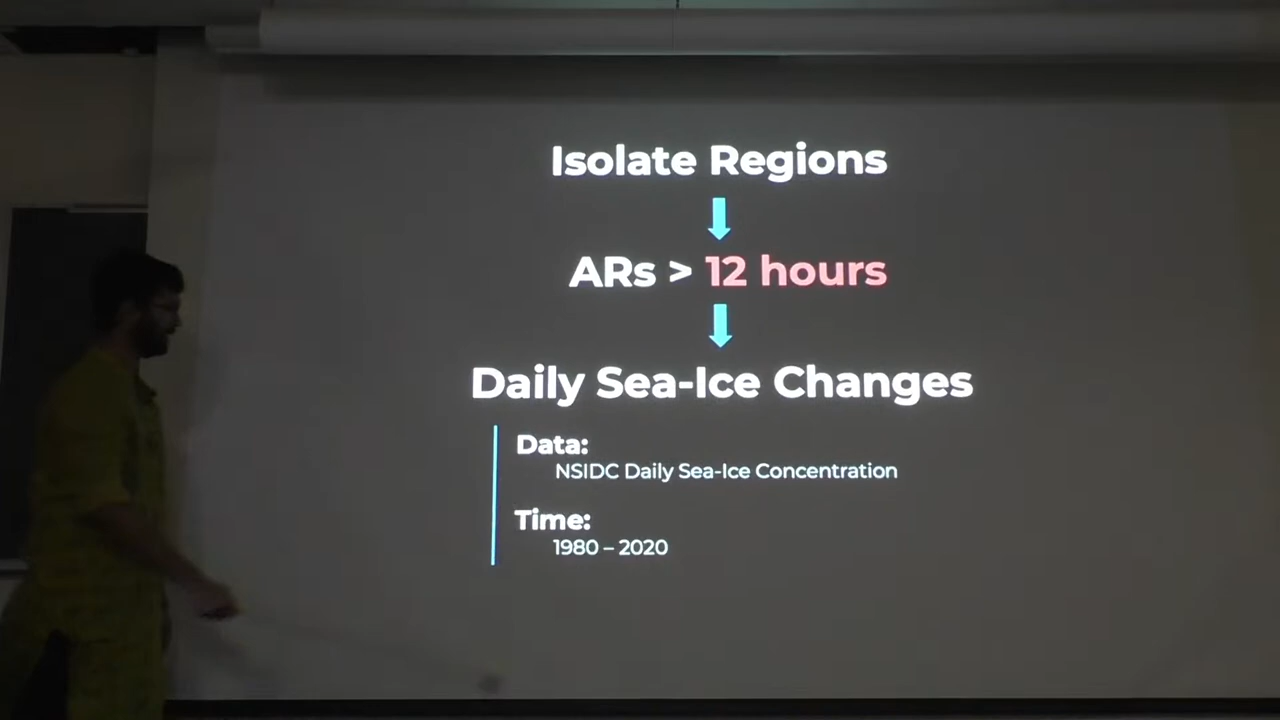 Isolate Regions
ARs > 12 hours
Daily Sea-Ice Changes
Data:
NSIDC Daily Sea-Ice Concentration
Time:
1980 – 2020